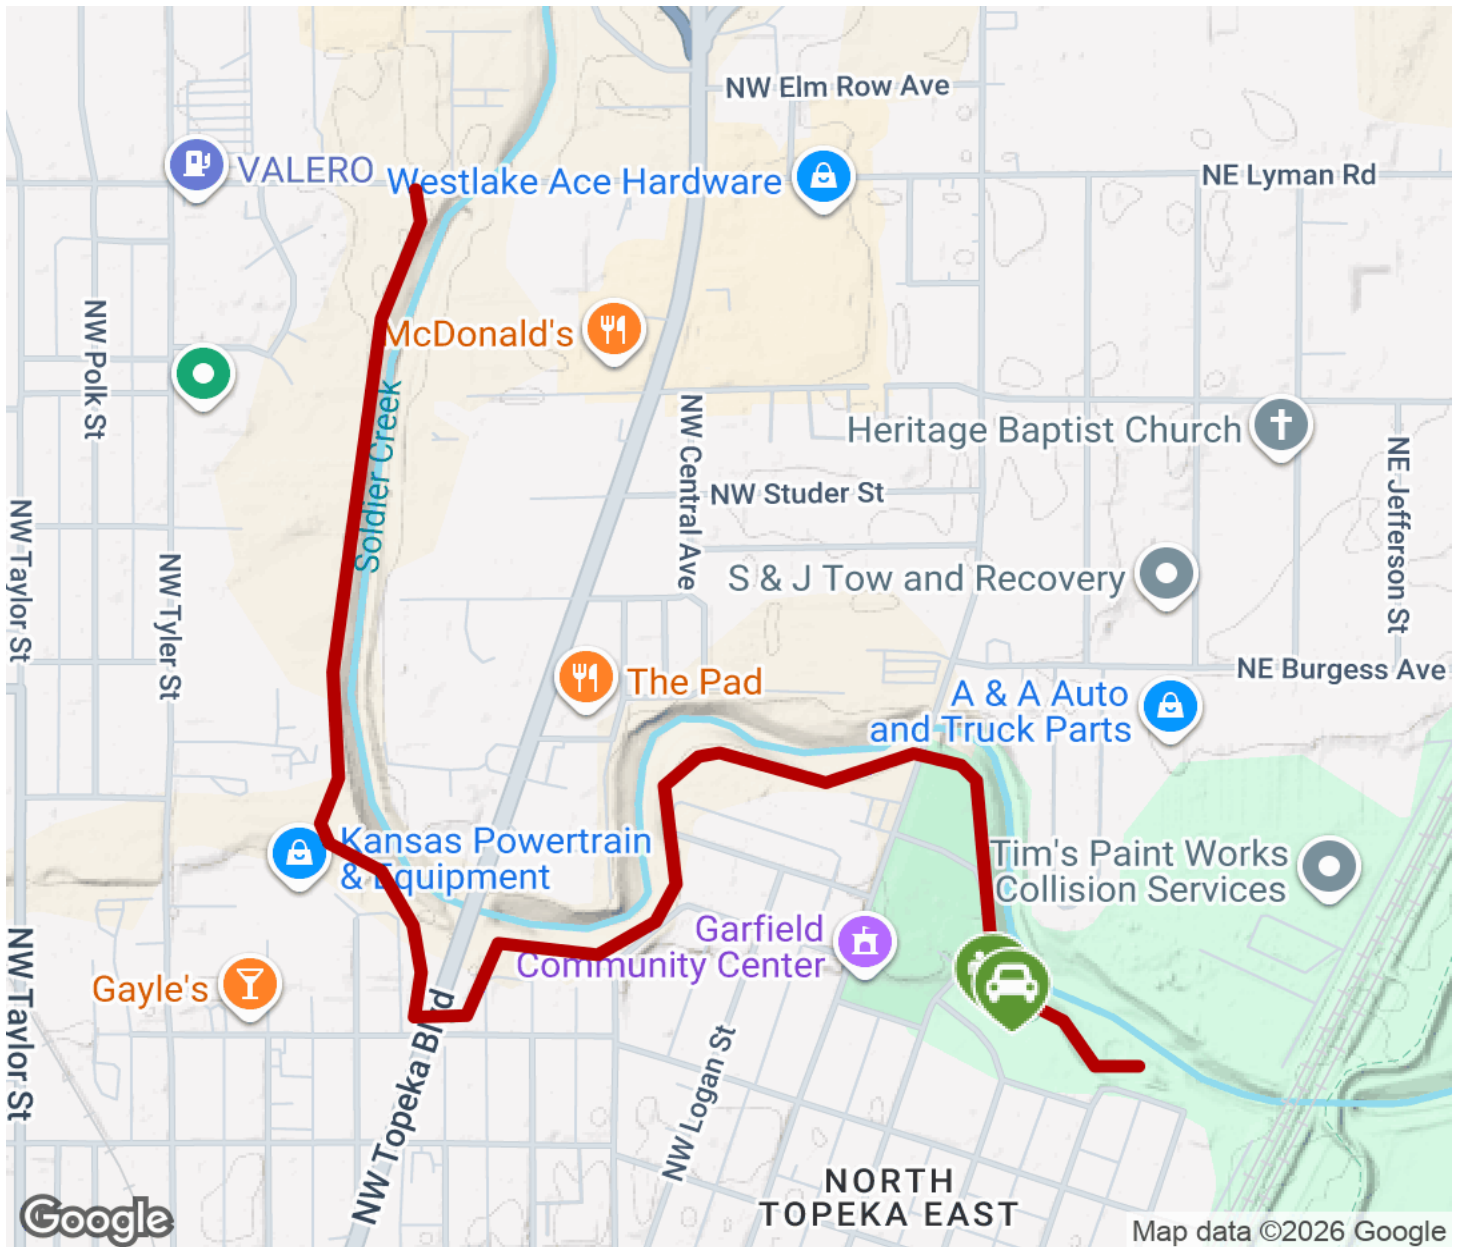 NW Elm Row Ave
VALERO
Westlake Ace Hardware
NE Lyman Rd
NW Polk St
McDonald's
Soldier Creek
NW Central Ave
Heritage Baptist Church
NE Jefferson St
NW Studer St
NW Taylor St
NW Tyler St
S & J Tow and Recovery
The Pad
NE Burgess Ave
A & A Auto
and Truck Parts
Kansas Powertrain
& Equipment
Tim's Paint Works
Collision Services
Garfield
Community Center
Gayle's
NW Taylor St
NW Topeka Blvd
NW Logan St
NORTH
TOPEKA EAST
Google
Map data ©2026 Google